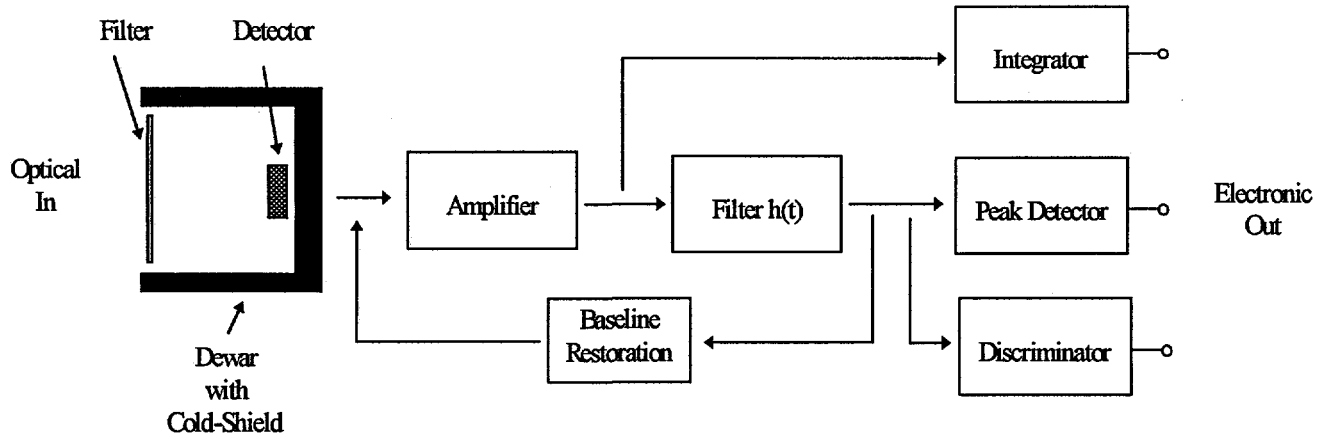 Filter
Detector
Integrator
Optical
In
Amplifier
Filter h(t)
Peak Detector
Electronic
Out
Baseline
Restoration
Discriminator
Dewar
with
Cold-Shield